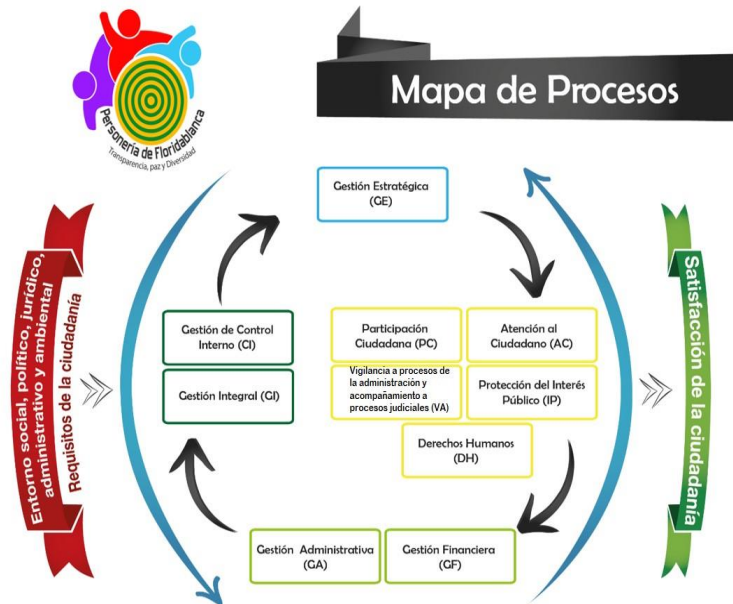 Mapa de Procesos
Personería de Floridablanca
Transparencia, paz y Diversidad
Gestión Estratégica
(GE)
Entorno social, político, jurídico,
administrativo y ambiental
Requisitos de la ciudadanía
Gestión de Control
Interno (CI)
Gestión Integral (GI)
Participación
Ciudadana (PC)
Atención al
Ciudadano (AC)
Vigilancia a procesos de
la administración y
acompañamiento a
procesos judiciales (VA)
Protección del Interés
Público (IP)
Derechos Humanos
(DH)
Gestión Administrativa
(GA)
Gestión Financiera
(GF)
Satisfacción de la ciudadanía